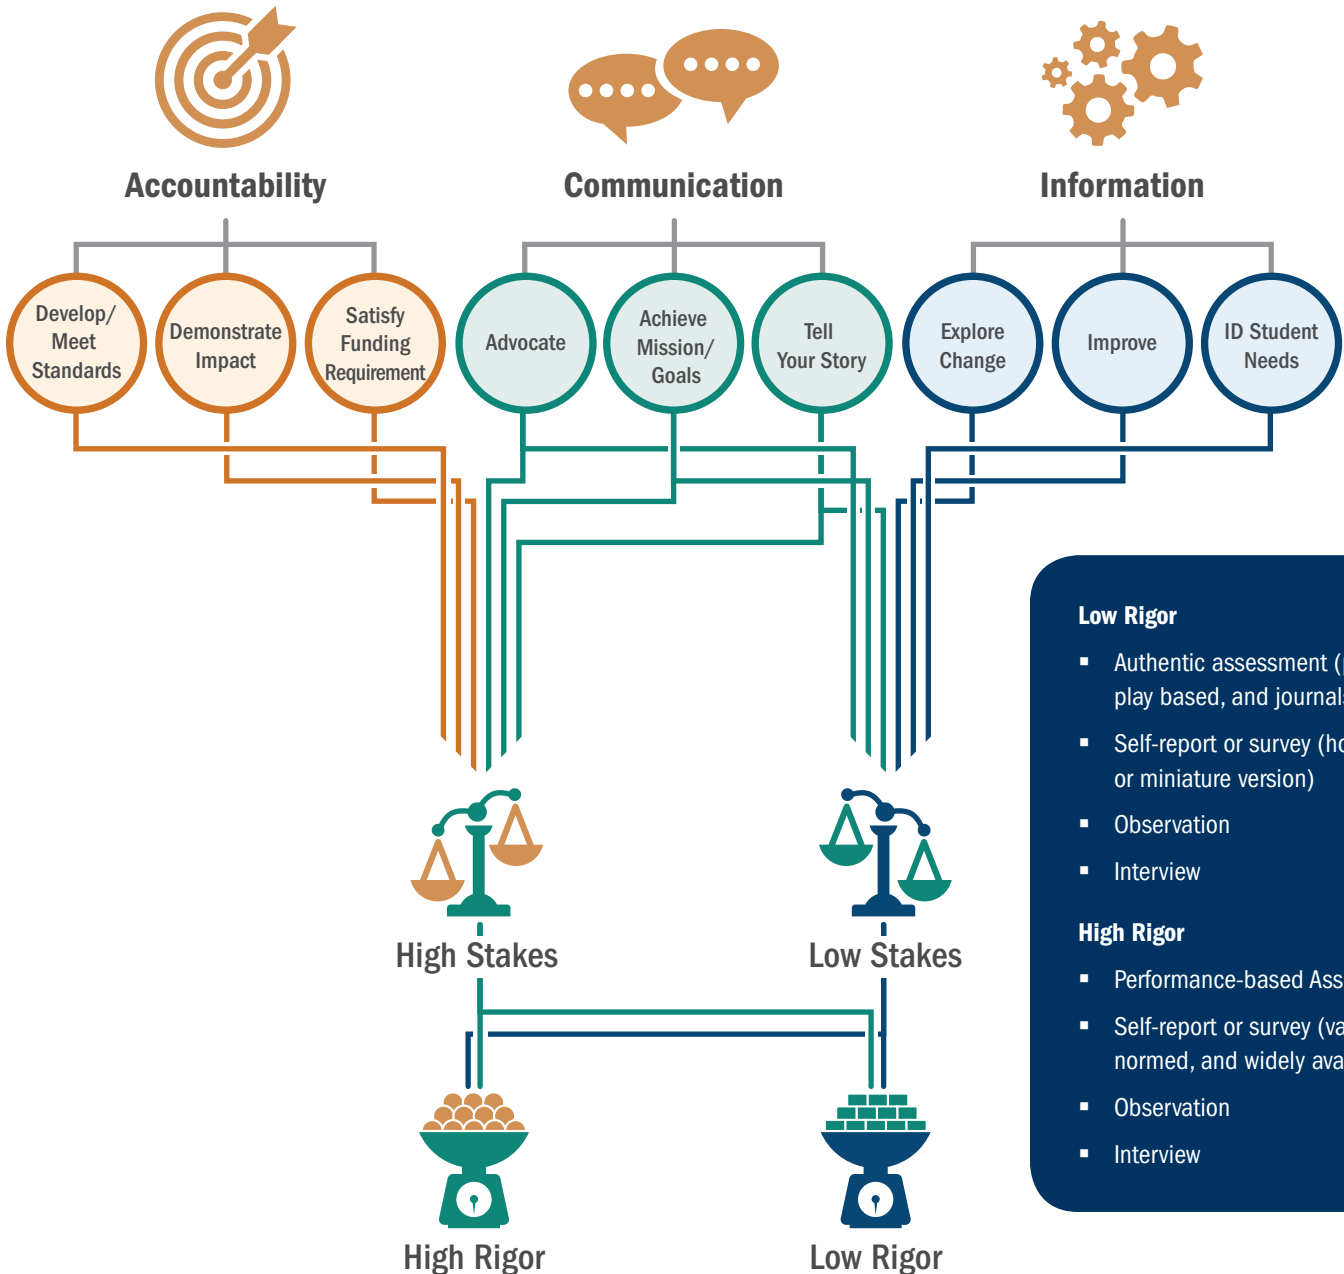 Accountability
Communication
Information
Develop/
Meet
Standards
Demonstrate
Impact
Satisfy
Funding
Requirement
Advocate
Achieve
Mission/
Goals
Tell
Your Story
Explore
Change
Improve
ID Student
Needs
Low Rigor
▪ Authentic assessment (
play based, and journals
▪ Self-report or survey (ho
or miniature version)
▪ Observation
▪ Interview
High Rigor
▪ Performance-based Ass
▪ Self-report or survey (va
normed, and widely ava
▪ Observation
▪ Interview
High Stakes
Low Stakes
High Rigor
Low Rigor